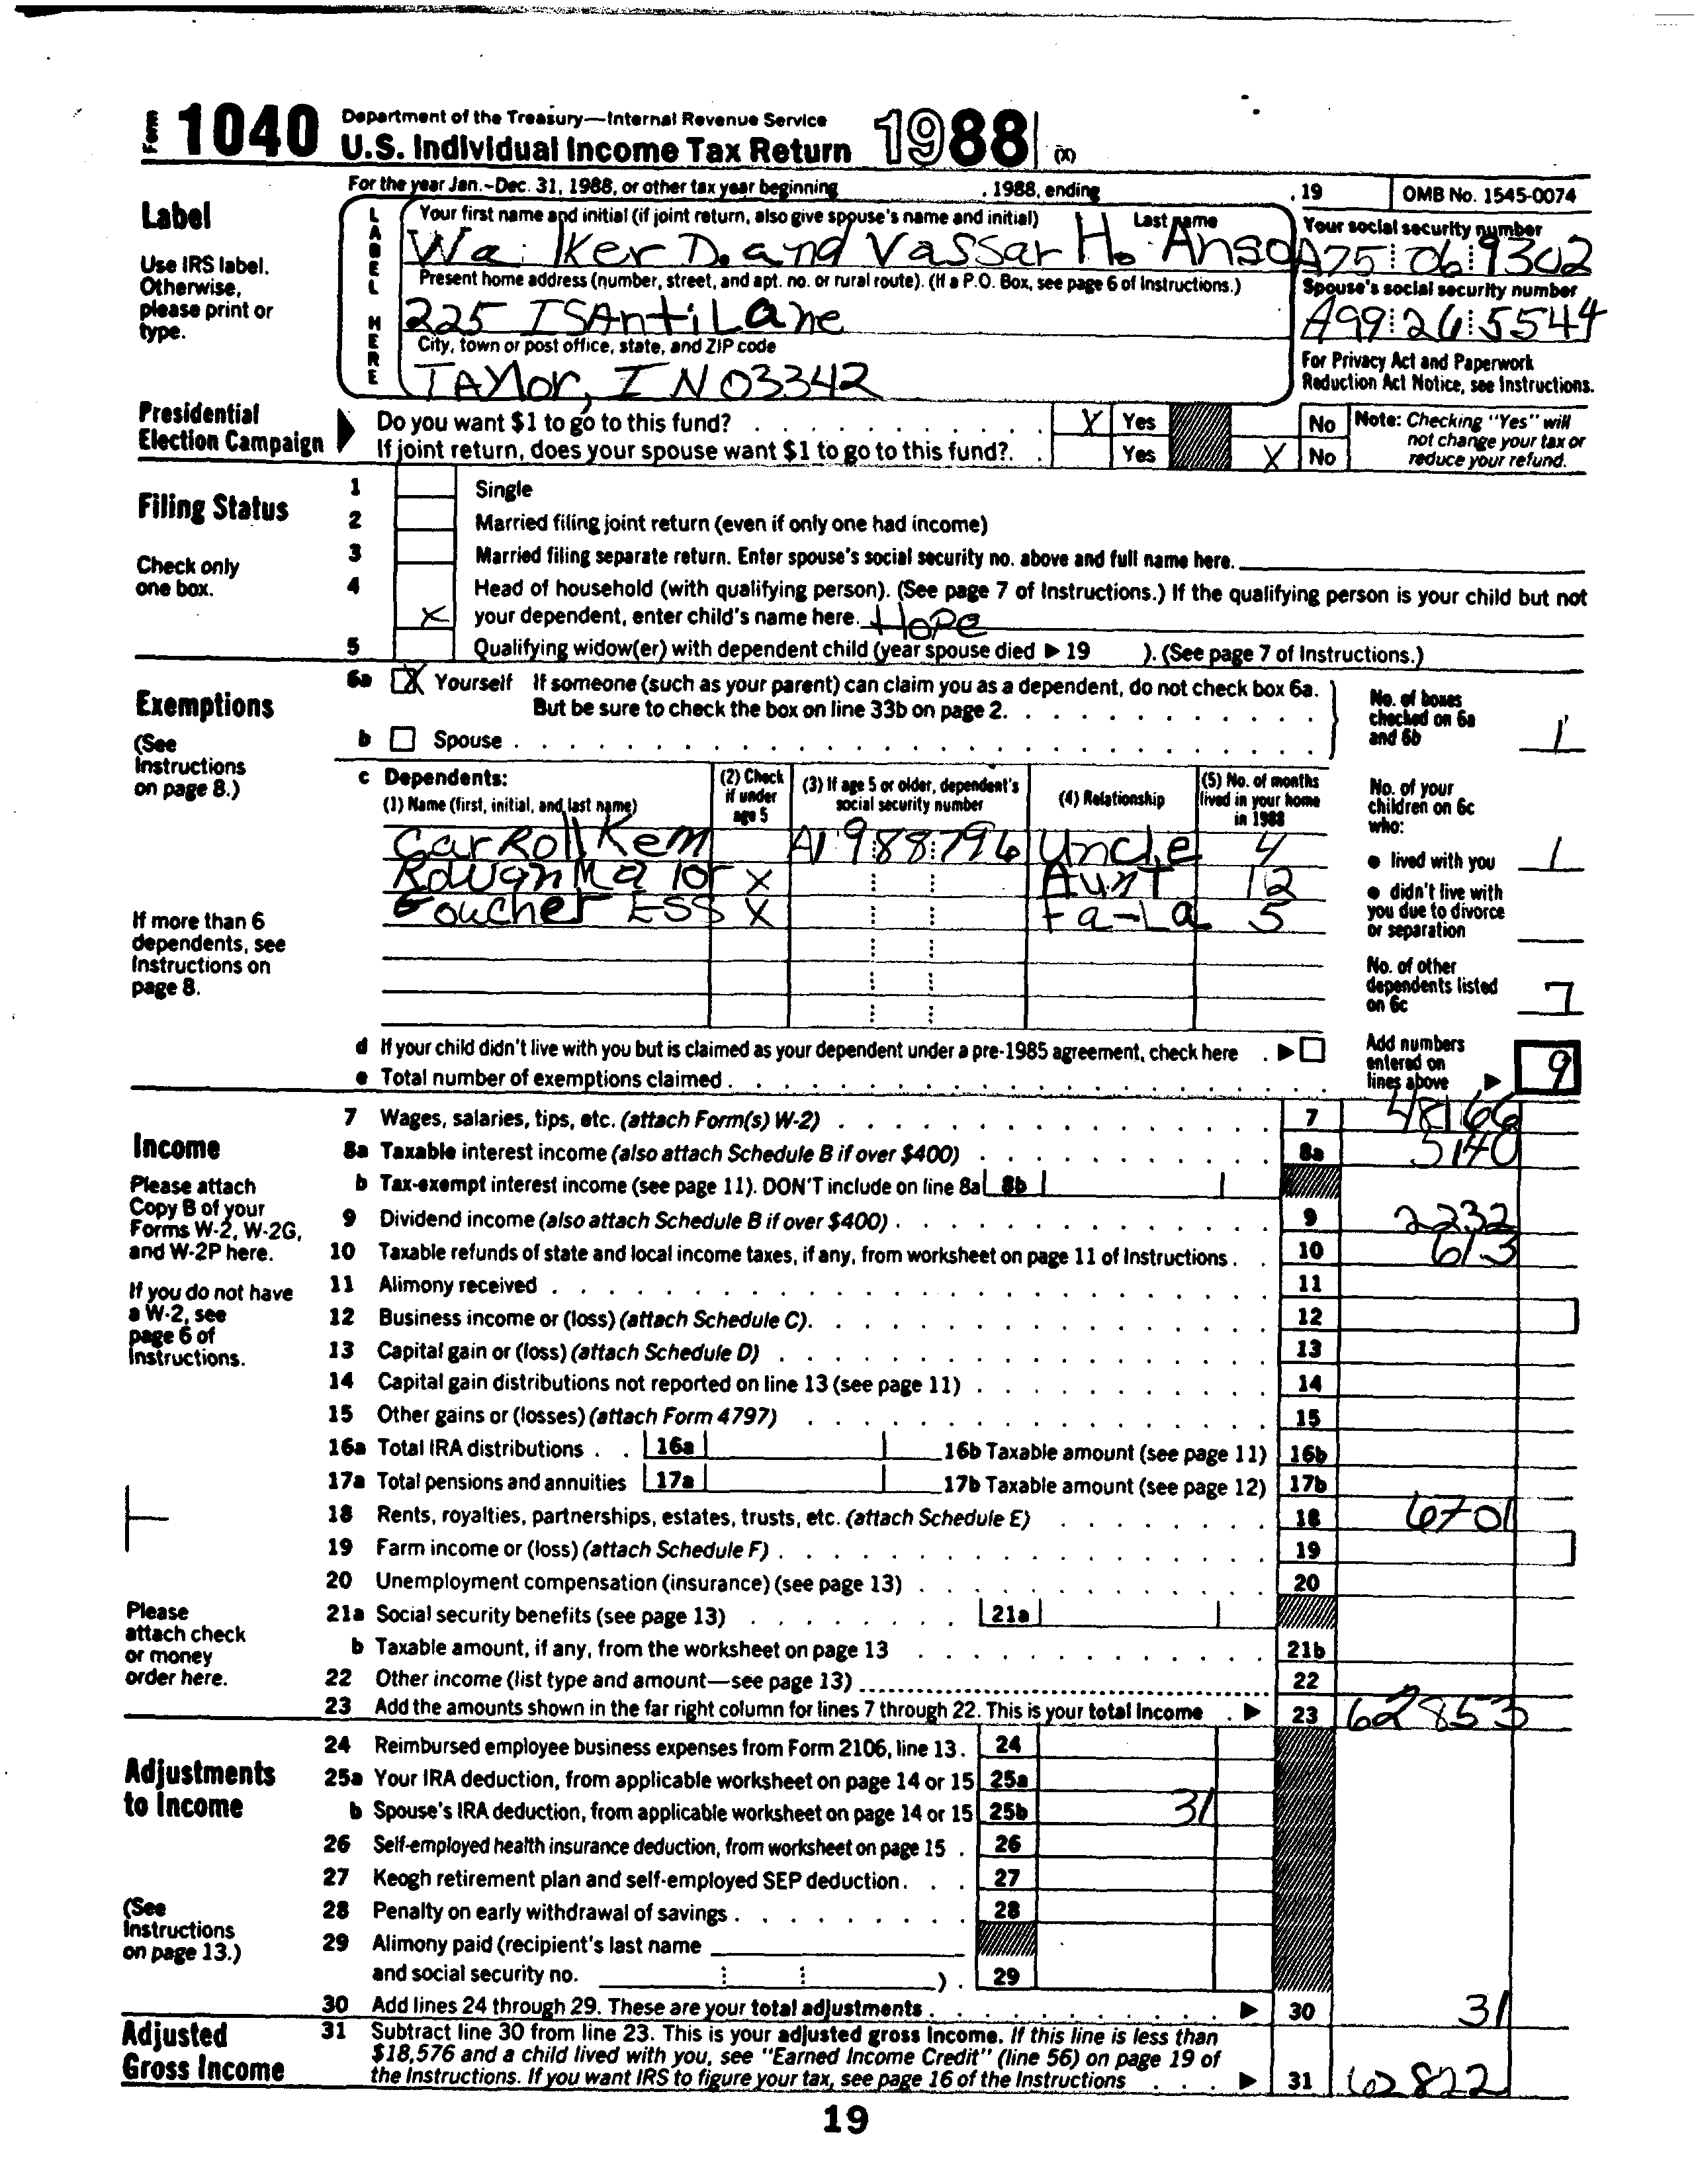 Form 1040 Department of the Treasury—Internal Revenue Service
U.S. Individual Income Tax Return 1988 (X)
For the year Jan.-Dec. 31, 1988, or other tax year beginning , 1988, ending , 19 OMB No. 1545-0074
Label
Use IRS label.
Otherwise,
please print or
type.
LABEL HERE
Your first name and initial (if joint return, also give spouse's name and initial) Last name
Walker D. and Vassar H. Anso
Your social security number
A75 06 9302
Present home address (number, street, and apt. no. or rural route). (If a P.O. Box, see page 6 of Instructions.)
225 ISAnti Lane
Spouse's social security number
A99 26 5544
City, town or post office, state, and ZIP code
TAYlor, IN 03342
For Privacy Act and Paperwork
Reduction Act Notice, see Instructions.
Presidential
Election Campaign
Do you want $1 to go to this fund? X Yes No
If joint return, does your spouse want $1 to go to this fund?. Yes X No
Note: Checking "Yes" will
not change your tax or
reduce your refund.
Filing Status
Check only
one box.
1 Single
2 Married filing joint return (even if only one had income)
3 Married filing separate return. Enter spouse's social security no. above and full name here.
4 Head of household (with qualifying person). (See page 7 of Instructions.) If the qualifying person is your child but not
X your dependent, enter child's name here. Hope
5 Qualifying widow(er) with dependent child (year spouse died ▶ 19 ). (See page 7 of Instructions.)
Exemptions
(See
Instructions
on page 8.)
6a X Yourself If someone (such as your parent) can claim you as a dependent, do not check box 6a.
But be sure to check the box on line 33b on page 2.
b Spouse
No. of boxes
checked on 6a
and 6b 1
c Dependents:
(1) Name (first, initial, and last name)
(2) Check
if under
age 5
(3) If age 5 or older, dependent's
social security number
(4) Relationship
(5) No. of months
lived in your home
in 1988
Carroll Kem A19 88 796 Uncle 4
Rowan Mator X Aunt 12
Goucher ESS X Fa-La 5
If more than 6
dependents, see
Instructions on
page 8.
No. of your
children on 6c
who:
● lived with you 1
● didn't live with
you due to divorce
or separation
No. of other
dependents listed
on 6c 7
d If your child didn't live with you but is claimed as your dependent under a pre-1985 agreement, check here ▶
e Total number of exemptions claimed
Add numbers
entered on
lines above ▶ 9
Income
Please attach
Copy B of your
Forms W-2, W-2G,
and W-2P here.
If you do not have
a W-2, see
page 6 of
Instructions.
Please
attach check
or money
order here.
7 Wages, salaries, tips, etc. (attach Form(s) W-2) 7 48166
8a Taxable interest income (also attach Schedule B if over $400) 8a 5140
b Tax-exempt interest income (see page 11). DON'T include on line 8a 8b
9 Dividend income (also attach Schedule B if over $400) 9 2232
10 Taxable refunds of state and local income taxes, if any, from worksheet on page 11 of Instructions. 10 613
11 Alimony received 11
12 Business income or (loss) (attach Schedule C). 12
13 Capital gain or (loss) (attach Schedule D) 13
14 Capital gain distributions not reported on line 13 (see page 11) 14
15 Other gains or (losses) (attach Form 4797) 15
16a Total IRA distributions 16a 16b Taxable amount (see page 11) 16b
17a Total pensions and annuities 17a 17b Taxable amount (see page 12) 17b
18 Rents, royalties, partnerships, estates, trusts, etc. (attach Schedule E) 18 6701
19 Farm income or (loss) (attach Schedule F) 19
20 Unemployment compensation (insurance) (see page 13) 20
21a Social security benefits (see page 13) 21a
b Taxable amount, if any, from the worksheet on page 13 21b
22 Other income (list type and amount—see page 13) 22
23 Add the amounts shown in the far right column for lines 7 through 22. This is your total income ▶ 23 62853
Adjustments
to Income
(See
Instructions
on page 13.)
24 Reimbursed employee business expenses from Form 2106, line 13. 24
25a Your IRA deduction, from applicable worksheet on page 14 or 15 25a
b Spouse's IRA deduction, from applicable worksheet on page 14 or 15 25b 31
26 Self-employed health insurance deduction, from worksheet on page 15 26
27 Keogh retirement plan and self-employed SEP deduction 27
28 Penalty on early withdrawal of savings 28
29 Alimony paid (recipient's last name
and social security no. ) 29
30 Add lines 24 through 29. These are your total adjustments ▶ 30 31
Adjusted
Gross Income
31 Subtract line 30 from line 23. This is your adjusted gross income. If this line is less than
$18,576 and a child lived with you, see "Earned Income Credit" (line 56) on page 19 of
the Instructions. If you want IRS to figure your tax, see page 16 of the Instructions ▶ 31 62822
19